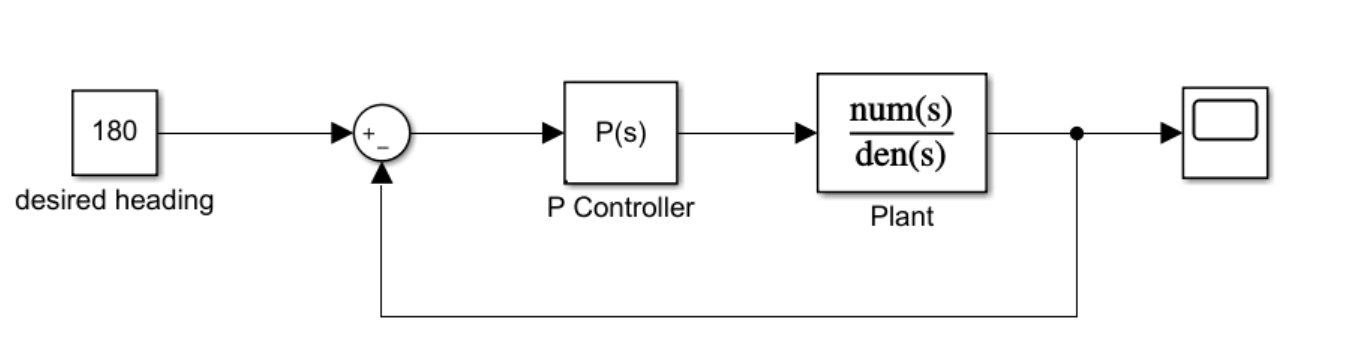 180
desired heading
+
−
P(s)
P Controller
num(s)
den(s)
Plant